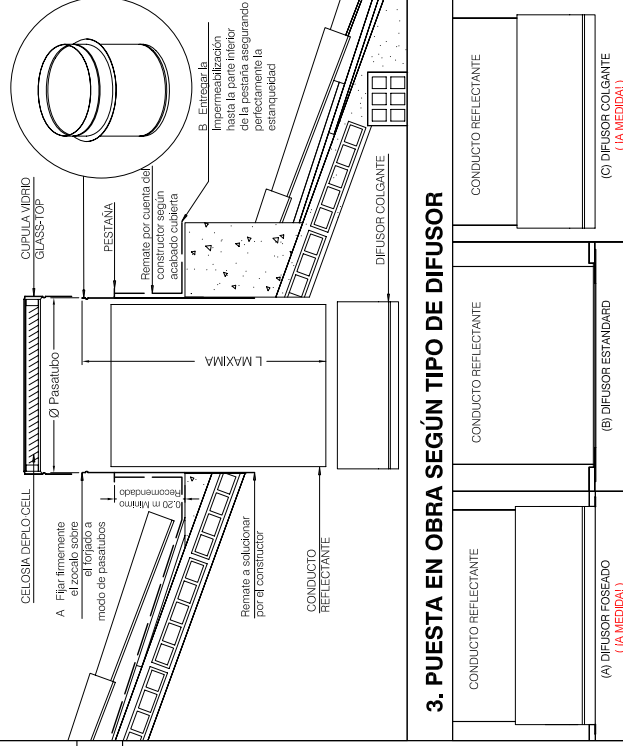 CELOSIA DEPLO-CELL
CUPULA VIDRIO
GLASS-TOP
Ø Pasatubo
A Fijar firmemente
el zocalo sobre
el forjado a
modo de pasatubos
PESTAÑA
Remate por cuenta del
constructor según
acabado cubierta
B Entregar la
Impermeabilización
hasta la parte inferior
de la pestaña asegurando
perfectamente la
estanqueidad
0,20 m Minimo
Recomendado
L MAXIMA
Remate a solucionar
por el constructor
CONDUCTO
REFLECTANTE
DIFUSOR COLGANTE
3. PUESTA EN OBRA SEGÚN TIPO DE DIFUSOR
CONDUCTO REFLECTANTE
CONDUCTO REFLECTANTE
CONDUCTO REFLECTANTE
(A) DIFUSOR FOSEADO
( ¡A MEDIDA! )
(B) DIFUSOR ESTANDARD
(C) DIFUSOR COLGANTE
( ¡A MEDIDA! )